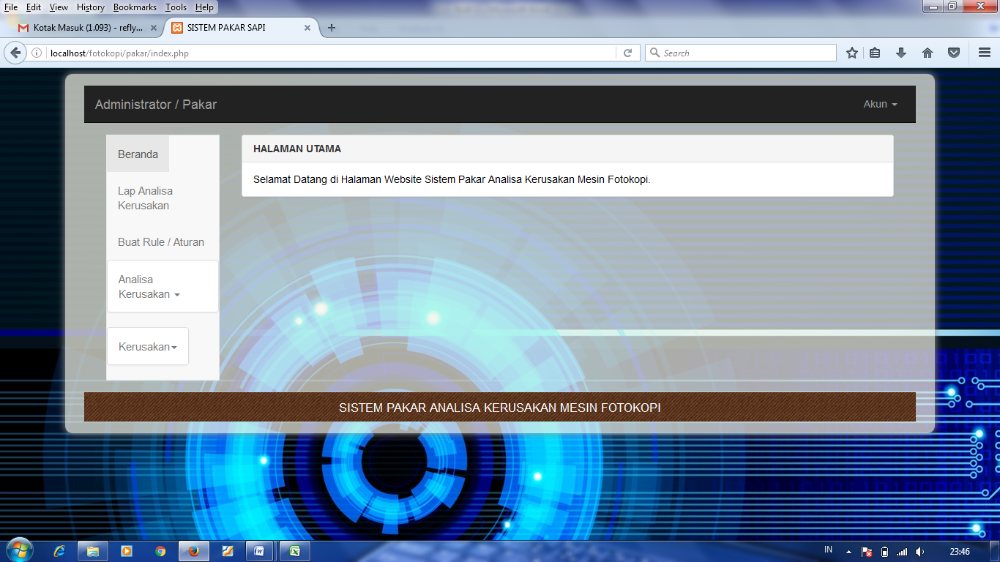 File Edit View History Bookmarks Tools Help
Kotak Masuk (1.093) - refly...
SISTEM PAKAR SAPI
localhost/fotokopi/pakar/index.php
Search
Administrator / Pakar
Akun
Beranda
Lap Analisa
Kerusakan
Buat Rule / Aturan
Analisa
Kerusakan
Kerusakan
HALAMAN UTAMA
Selamat Datang di Halaman Website Sistem Pakar Analisa Kerusakan Mesin Fotokopi.
SISTEM PAKAR ANALISA KERUSAKAN MESIN FOTOKOPI
IN
23:46